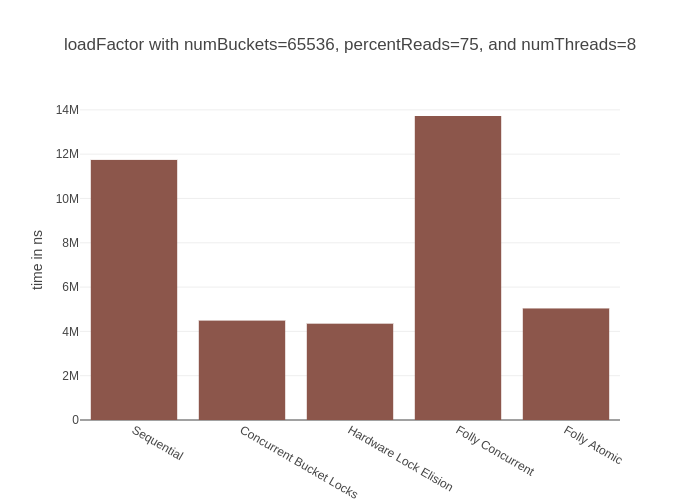 loadFactor with numBuckets=65536, percentReads=75, and numThreads=8
14M
12M
10M
8M
6M
4M
2M
0
time in ns
Sequential
Concurrent Bucket Locks
Hardware Lock Elision
Folly Concurrent
Folly Atomic